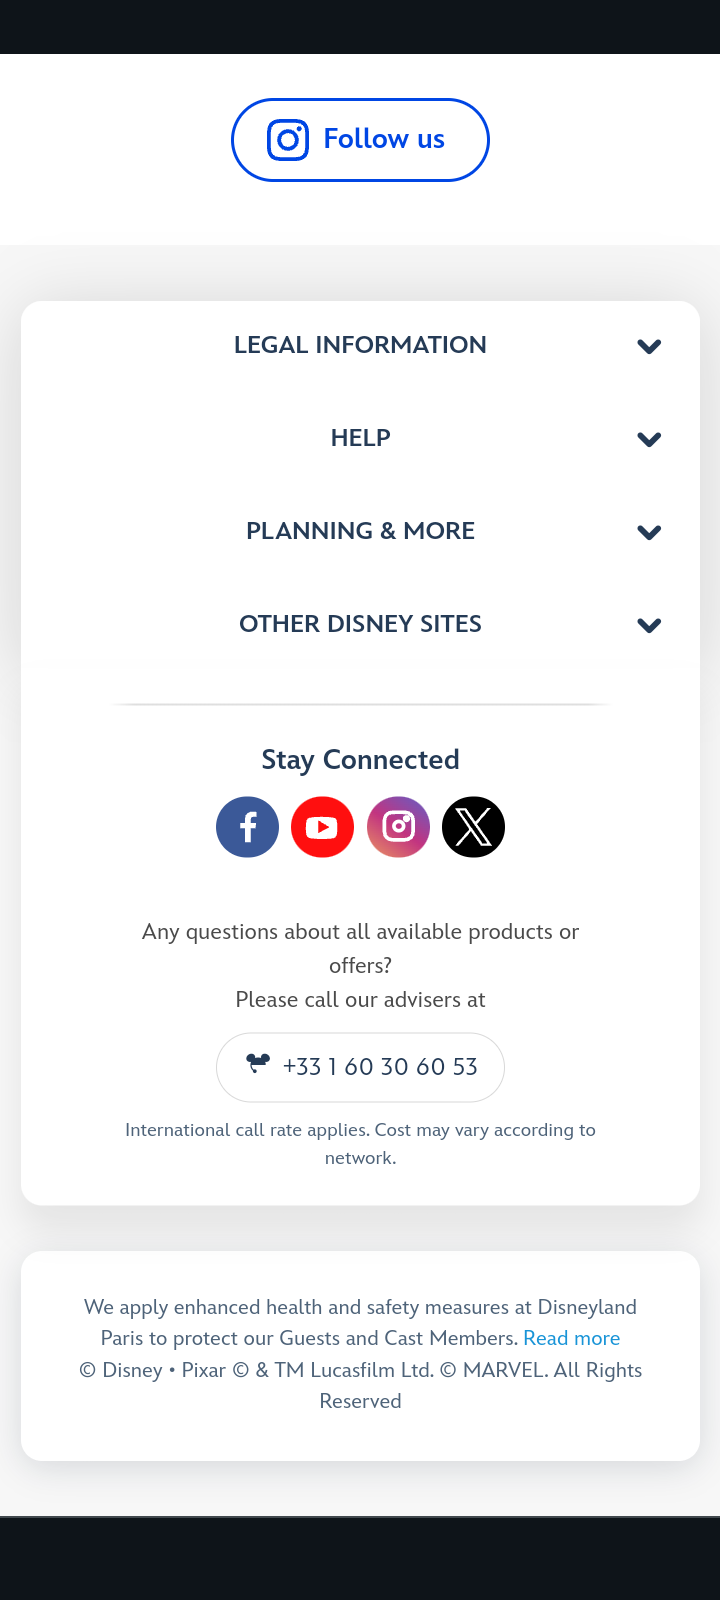 Follow us
LEGAL INFORMATION
HELP
PLANNING & MORE
OTHER DISNEY SITES
Stay Connected
Any questions about all available products or
offers?
Please call our advisers at
+33 1 60 30 60 53
International call rate applies. Cost may vary according to
network.
We apply enhanced health and safety measures at Disneyland
Paris to protect our Guests and Cast Members. Read more
© Disney • Pixar © & TM Lucasfilm Ltd. © MARVEL. All Rights
Reserved